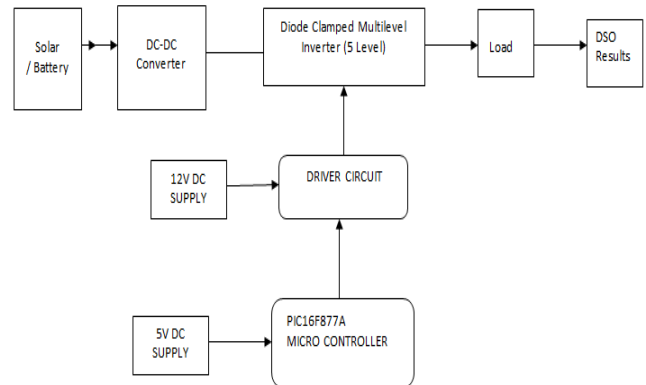 Solar
/ Battery
DC-DC
Converter
Diode Clamped Multilevel
Inverter (5 Level)
Load
DSO
Results
12V DC
SUPPLY
DRIVER CIRCUIT
5V DC
SUPPLY
PIC16F877A
MICRO CONTROLLER